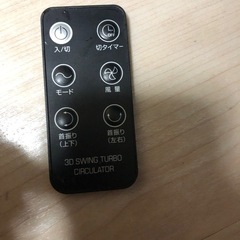 入/切 切タイマー
モード 風量
首振り 首振り
(上下) (左右)
3D SWING TURBO
CIRCULATOR